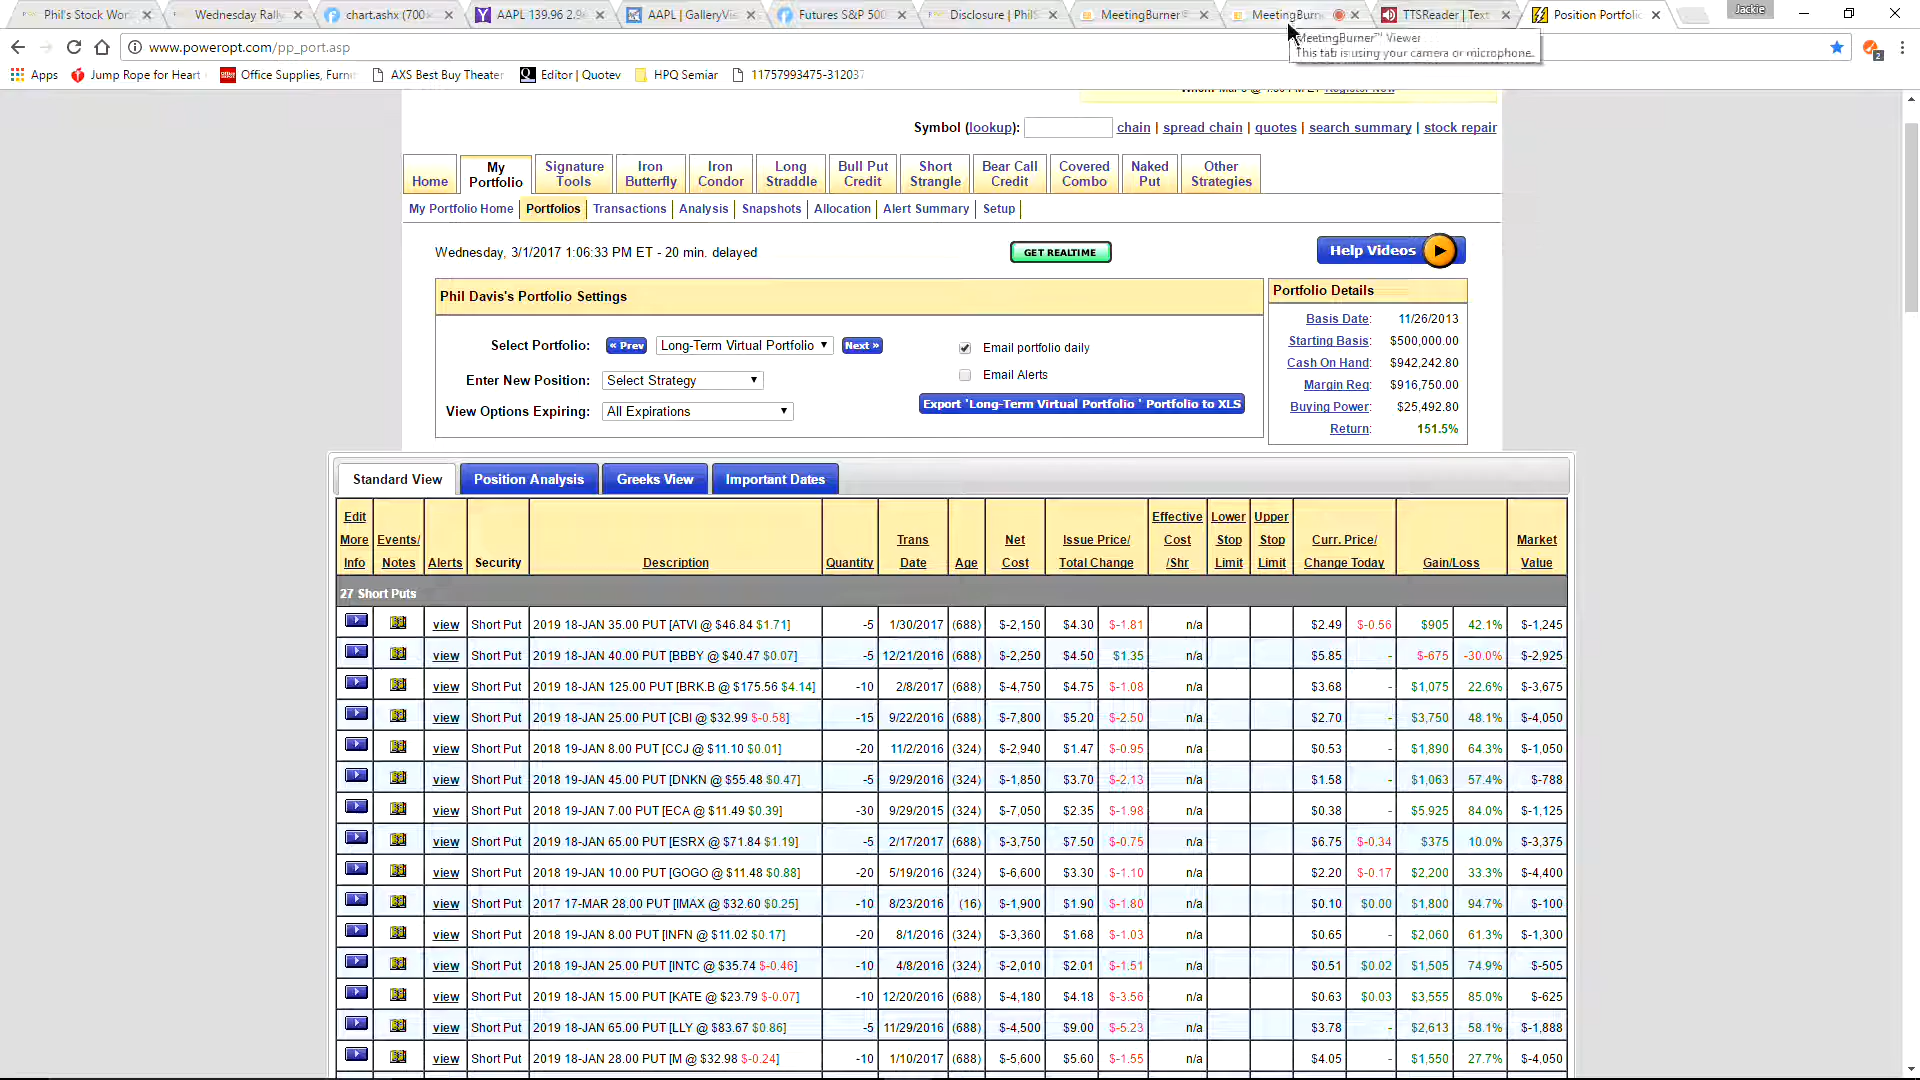 Phil's Stock Wor
Wednesday Rally
chart.ashx (700
AAPL 139.96 2.9
AAPL | GalleryVi
Futures S&P 500
Disclosure | Phil
MeetingBurner
MeetingBurn
TTSReader | Text
Position Portfolio
Jackie
www.poweropt.com/pp_port.asp
MeetingBurner™ Viewer
This tab is using your camera or microphone.
2
Apps
Jump Rope for Heart
Office Supplies, Furni
AXS Best Buy Theater
Editor | Quotev
HPQ Semiar
11757993475-312037
Symbol (lookup): chain | spread chain | quotes | search summary | stock repair
Home
My Portfolio
Signature Tools
Iron Butterfly
Iron Condor
Long Straddle
Bull Put Credit
Short Strangle
Bear Call Credit
Covered Combo
Naked Put
Other Strategies
My Portfolio Home | Portfolios | Transactions | Analysis | Snapshots | Allocation | Alert Summary | Setup |
Wednesday, 3/1/2017 1:06:33 PM ET - 20 min. delayed
GET REALTIME
Help Videos
Phil Davis's Portfolio Settings
Select Portfolio: « Prev Long-Term Virtual Portfolio Next »
Email portfolio daily
Enter New Position: Select Strategy
Email Alerts
View Options Expiring: All Expirations
Export 'Long-Term Virtual Portfolio ' Portfolio to XLS
Portfolio Details
Basis Date: 11/26/2013
Starting Basis: $500,000.00
Cash On Hand: $942,242.80
Margin Req: $916,750.00
Buying Power: $25,492.80
Return: 151.5%
Standard View
Position Analysis
Greeks View
Important Dates
Edit More Info
Events/ Notes
Alerts
Security
Description
Quantity
Trans Date
Age
Net Cost
Issue Price/ Total Change
Effective Cost /Shr
Lower Stop Limit
Upper Stop Limit
Curr. Price/ Change Today
Gain/Loss
Market Value
27 Short Puts
view Short Put 2019 18-JAN 35.00 PUT [ATVI @ $46.84 $1.71] -5 1/30/2017 (688) $-2,150 $4.30 $-1.81 n/a $2.49 $-0.56 $905 42.1% $-1,245
view Short Put 2019 18-JAN 40.00 PUT [BBBY @ $40.47 $0.07] -5 12/21/2016 (688) $-2,250 $4.50 $1.35 n/a $5.85 - $-675 -30.0% $-2,925
view Short Put 2019 18-JAN 125.00 PUT [BRK.B @ $175.56 $4.14] -10 2/8/2017 (688) $-4,750 $4.75 $-1.08 n/a $3.68 - $1,075 22.6% $-3,675
view Short Put 2019 18-JAN 25.00 PUT [CBI @ $32.99 $-0.58] -15 9/22/2016 (688) $-7,800 $5.20 $-2.50 n/a $2.70 - $3,750 48.1% $-4,050
view Short Put 2018 19-JAN 8.00 PUT [CCJ @ $11.10 $0.01] -20 11/2/2016 (324) $-2,940 $1.47 $-0.95 n/a $0.53 - $1,890 64.3% $-1,050
view Short Put 2018 19-JAN 45.00 PUT [DNKN @ $55.48 $0.47] -5 9/29/2016 (324) $-1,850 $3.70 $-2.13 n/a $1.58 - $1,063 57.4% $-788
view Short Put 2018 19-JAN 7.00 PUT [ECA @ $11.49 $0.39] -30 9/29/2015 (324) $-7,050 $2.35 $-1.98 n/a $0.38 - $5,925 84.0% $-1,125
view Short Put 2019 18-JAN 65.00 PUT [ESRX @ $71.84 $1.19] -5 2/17/2017 (688) $-3,750 $7.50 $-0.75 n/a $6.75 $-0.34 $375 10.0% $-3,375
view Short Put 2018 19-JAN 10.00 PUT [GOGO @ $11.48 $0.88] -20 5/19/2016 (324) $-6,600 $3.30 $-1.10 n/a $2.20 $-0.17 $2,200 33.3% $-4,400
view Short Put 2017 17-MAR 28.00 PUT [IMAX @ $32.60 $0.25] -10 8/23/2016 (16) $-1,900 $1.90 $-1.80 n/a $0.10 $0.00 $1,800 94.7% $-100
view Short Put 2018 19-JAN 8.00 PUT [INFN @ $11.02 $0.17] -20 8/1/2016 (324) $-3,360 $1.68 $-1.03 n/a $0.65 - $2,060 61.3% $-1,300
view Short Put 2018 19-JAN 25.00 PUT [INTC @ $35.74 $-0.46] -10 4/8/2016 (324) $-2,010 $2.01 $-1.51 n/a $0.51 $0.02 $1,505 74.9% $-505
view Short Put 2018 19-JAN 15.00 PUT [KATE @ $23.79 $-0.07] -10 12/20/2016 (688) $-4,180 $4.18 $-3.56 n/a $0.63 $0.03 $3,555 85.0% $-625
view Short Put 2019 18-JAN 65.00 PUT [LLY @ $83.67 $0.86] -5 11/29/2016 (688) $-4,500 $9.00 $-5.23 n/a $3.78 - $2,613 58.1% $-1,888
view Short Put 2019 18-JAN 28.00 PUT [M @ $32.98 $-0.24] -10 1/10/2017 (688) $-5,600 $5.60 $-1.55 n/a $4.05 - $1,550 27.7% $-4,050